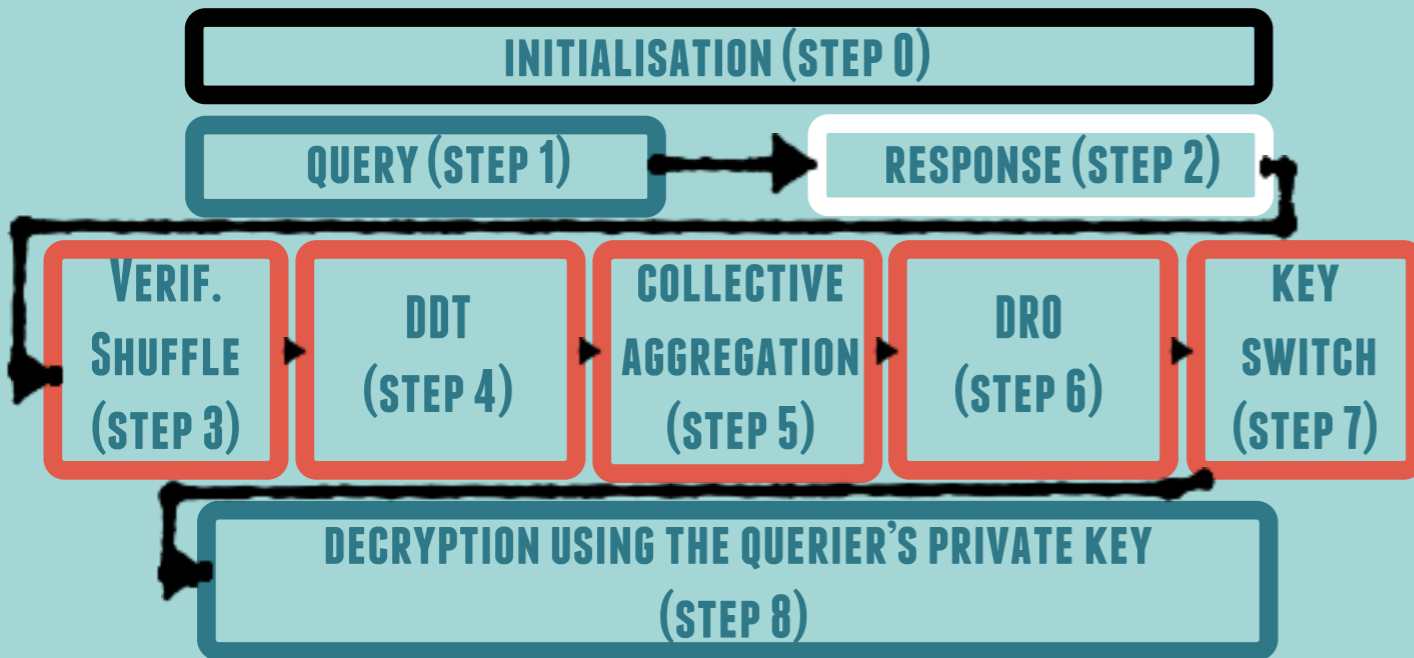 INITIALISATION (STEP 0)
QUERY (STEP 1)
RESPONSE (STEP 2)
VERIF.
SHUFFLE
(STEP 3)
DDT
(STEP 4)
COLLECTIVE
AGGREGATION
(STEP 5)
DRO
(STEP 6)
KEY
SWITCH
(STEP 7)
DECRYPTION USING THE QUERIER’S PRIVATE KEY
(STEP 8)